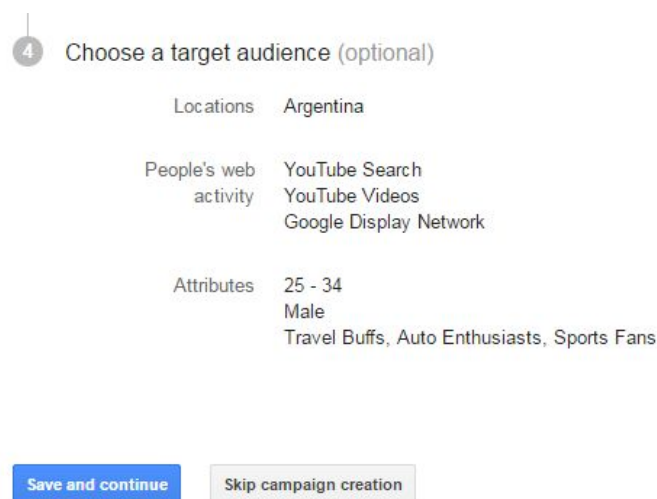 4 Choose a target audience (optional)
Locations Argentina
People's web YouTube Search
activity YouTube Videos
Google Display Network
Attributes 25 - 34
Male
Travel Buffs, Auto Enthusiasts, Sports Fans
Save and continue Skip campaign creation